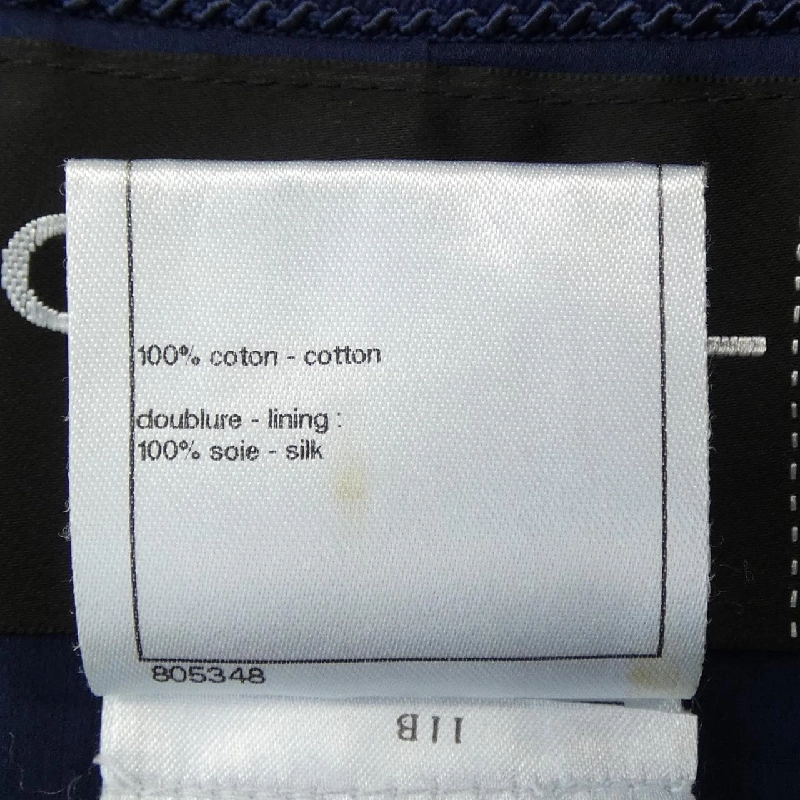 100% coton - cotton
doublure - lining :
100% soie - silk
805348
11B